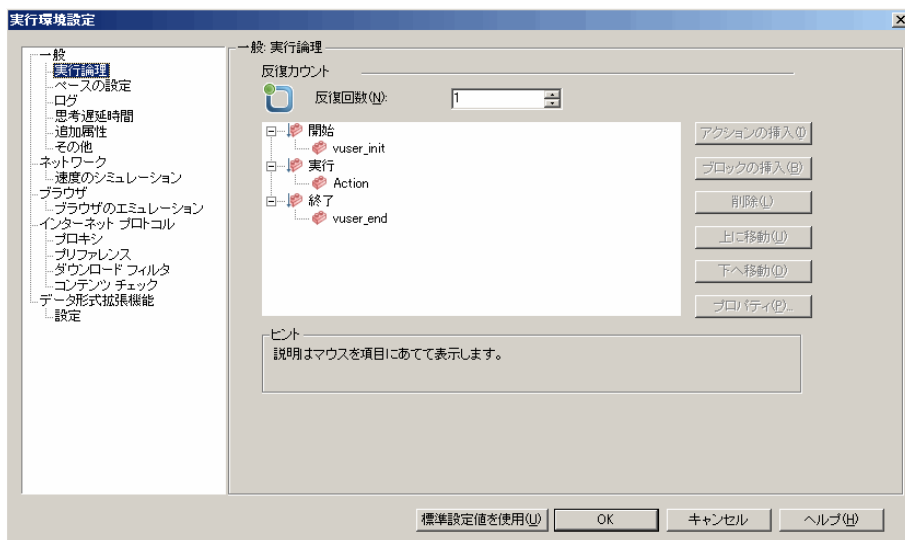 実行環境設定
一般
実行論理
ペースの設定
ログ
思考遅延時間
追加属性
その他
ネットワーク
速度のシミュレーション
ブラウザ
ブラウザのエミュレーション
インターネット プロトコル
プロキシ
プリファレンス
ダウンロード フィルタ
コンテンツ チェック
データ形式拡張機能
設定
一般: 実行論理
反復カウント
反復回数(N):
1
開始
vuser_init
実行
Action
終了
vuser_end
アクションの挿入(I)
ブロックの挿入(B)
削除(L)
上に移動(U)
下へ移動(D)
プロパティ(P)...
ヒント
説明はマウスを項目にあてて表示します。
標準設定値を使用(U)
OK
キャンセル
ヘルプ(H)